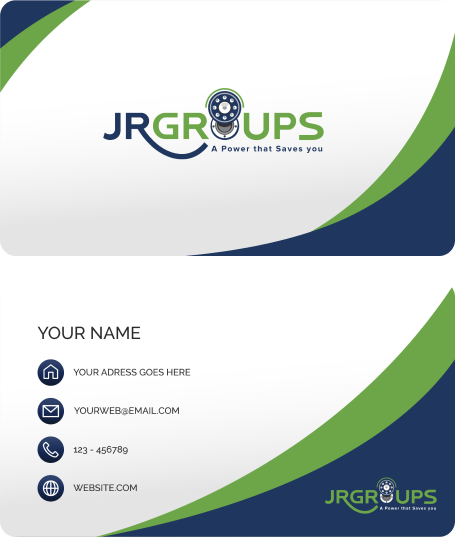 JRGROUPS
A Power that Saves you
YOUR NAME
YOUR ADRESS GOES HERE
YOURWEB@EMAIL.COM
123 - 456789
WEBSITE.COM
JRGROUPS
A Power that Saves you